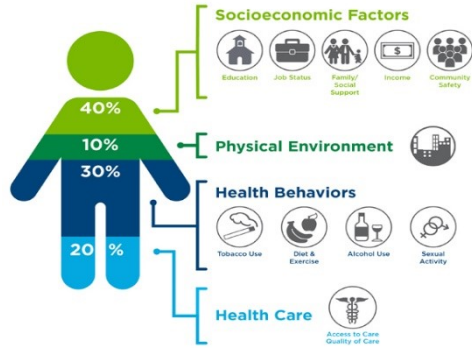 Socioeconomic Factors
Education
Job Status
Family/
Social
Support
Income
Community
Safety
40%
10%
Physical Environment
30%
Health Behaviors
Tobacco Use
Diet &
Exercise
Alcohol Use
Sexual
Activity
20%
Health Care
Access to Care
Quality of Care